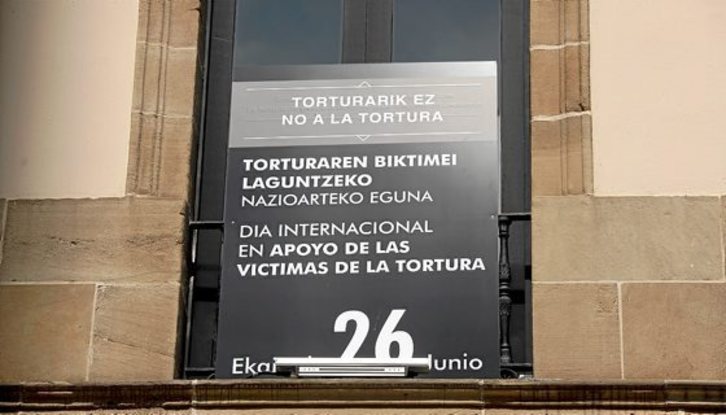 TORTURARIK EZ
NO A LA TORTURA
TORTURAREN BIKTIMEI
LAGUNTZEKO
NAZIOARTEKO EGUNA
DIA INTERNACIONAL
EN APOYO DE LAS
VICTIMAS DE LA TORTURA
26